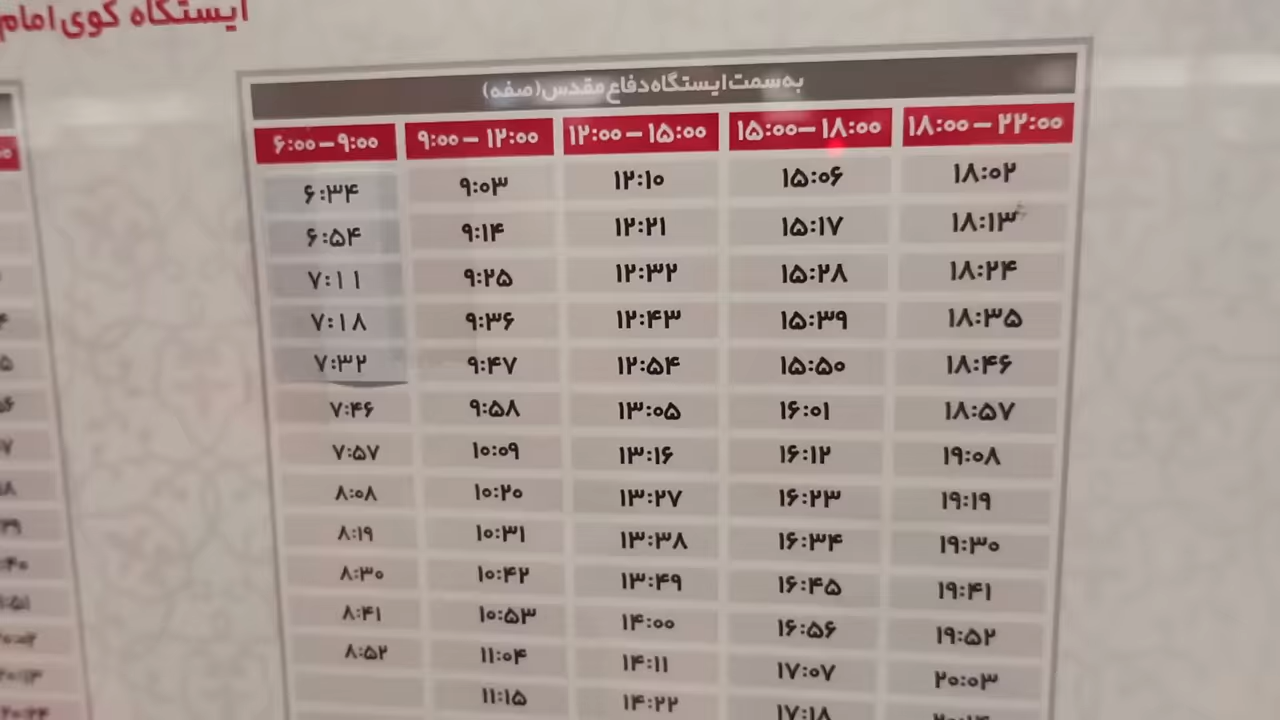 ایستگاه کوی امام
به‌سمت ایستگاه دفاع مقدس(صفه)
۶:۰۰ – ۹:۰۰ ۹:۰۰ – ۱۲:۰۰ ۱۲:۰۰ – ۱۵:۰۰ ۱۵:۰۰– ۱۸:۰۰ ۱۸:۰۰ – ۲۲:۰۰
۶:۳۴ ۹:۰۳ ۱۲:۱۰ ۱۵:۰۶ ۱۸:۰۲
۶:۵۴ ۹:۱۴ ۱۲:۲۱ ۱۵:۱۷ ۱۸:۱۳
۷:۱۱ ۹:۲۵ ۱۲:۳۲ ۱۵:۲۸ ۱۸:۲۴
۷:۱۸ ۹:۳۶ ۱۲:۴۳ ۱۵:۳۹ ۱۸:۳۵
۷:۳۲ ۹:۴۷ ۱۲:۵۴ ۱۵:۵۰ ۱۸:۴۶
۷:۴۶ ۹:۵۸ ۱۳:۰۵ ۱۶:۰۱ ۱۸:۵۷
۷:۵۷ ۱۰:۰۹ ۱۳:۱۶ ۱۶:۱۲ ۱۹:۰۸
۸:۰۸ ۱۰:۲۰ ۱۳:۲۷ ۱۶:۲۳ ۱۹:۱۹
۸:۱۹ ۱۰:۳۱ ۱۳:۳۸ ۱۶:۳۴ ۱۹:۳۰
۸:۳۰ ۱۰:۴۲ ۱۳:۴۹ ۱۶:۴۵ ۱۹:۴۱
۸:۴۱ ۱۰:۵۳ ۱۴:۰۰ ۱۶:۵۶ ۱۹:۵۲
۸:۵۲ ۱۱:۰۴ ۱۴:۱۱ ۱۷:۰۷ ۲۰:۰۳
۱۱:۱۵ ۱۴:۲۲ ۱۷:۱۸